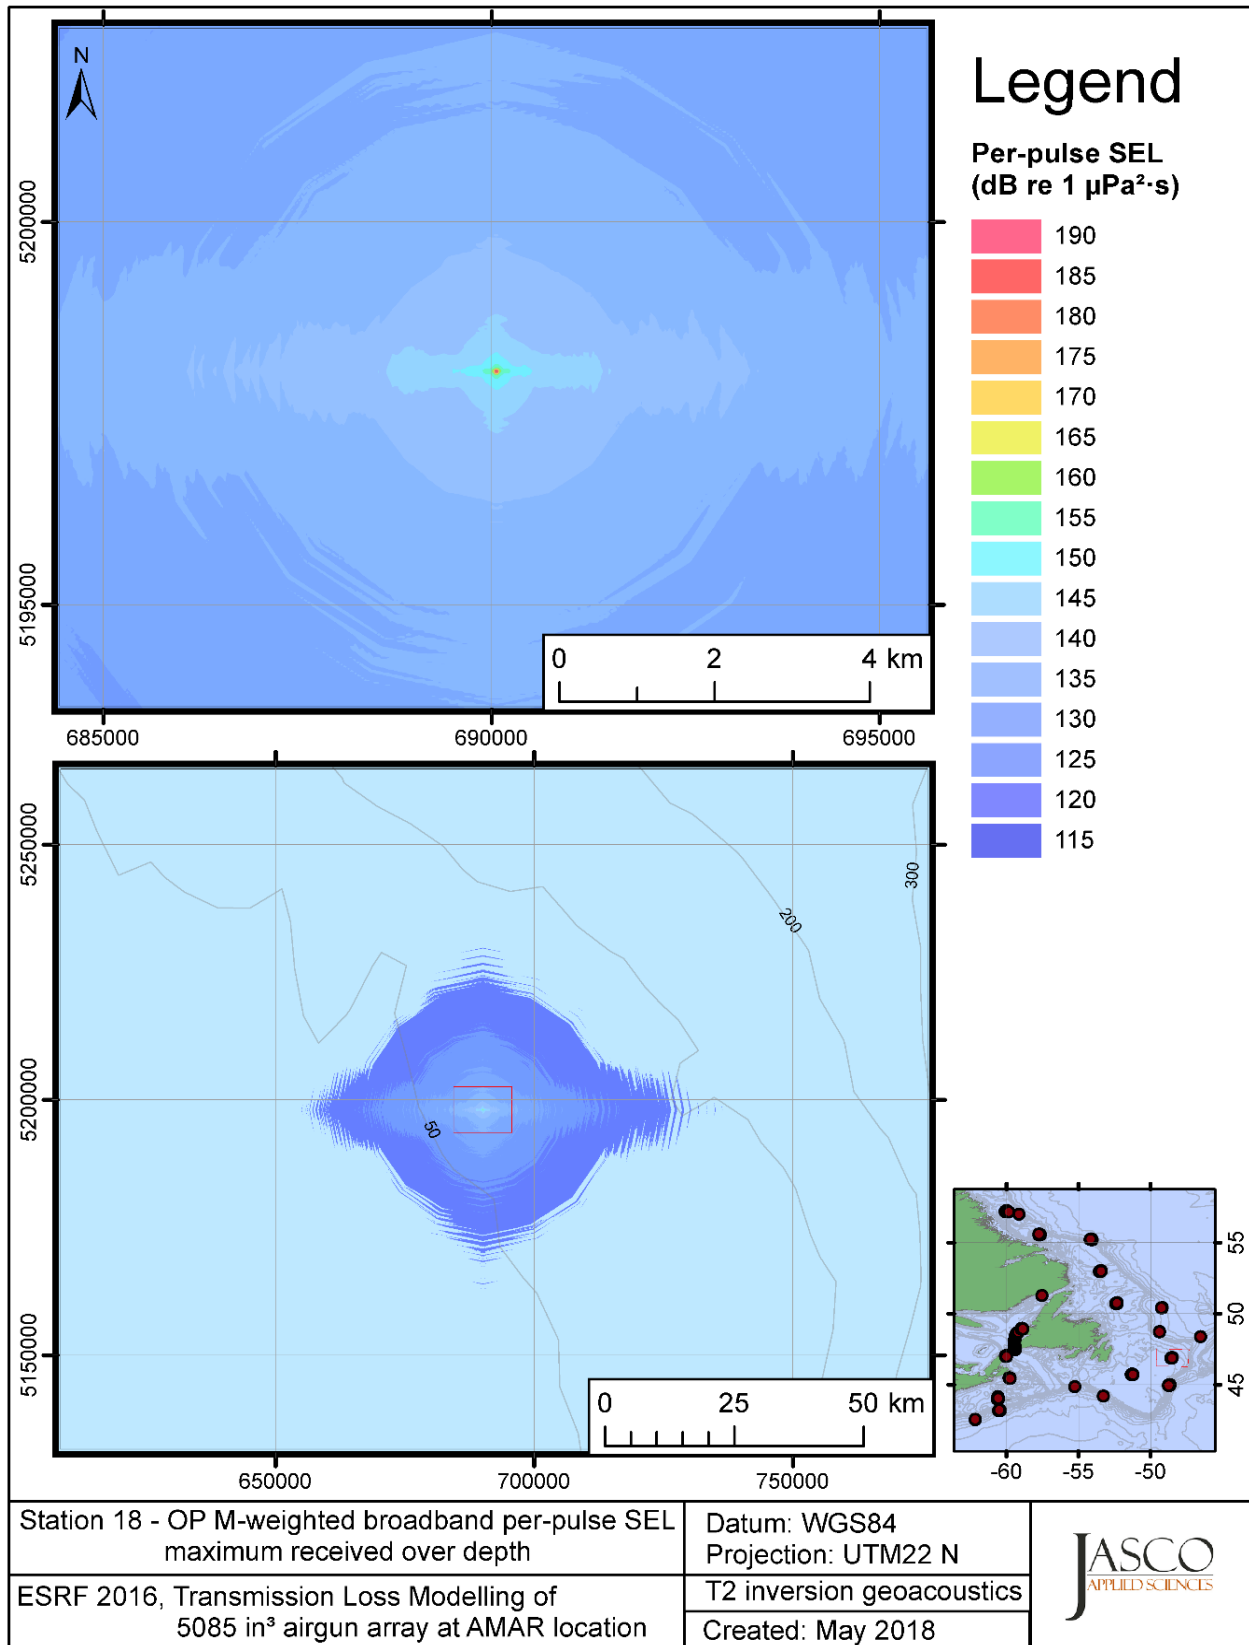 N
5200000
5195000
0 2 4 km
685000 690000 695000
Legend
Per-pulse SEL
(dB re 1 µPa²·s)
190
185
180
175
170
165
160
155
150
145
140
135
130
125
120
115
5250000
5200000
5150000
300
200
50
0 25 50 km
650000 700000 750000
55
50
45
-60 -55 -50
Station 18 - OP M-weighted broadband per-pulse SEL
maximum received over depth
ESRF 2016, Transmission Loss Modelling of
5085 in³ airgun array at AMAR location
Datum: WGS84
Projection: UTM22 N
T2 inversion geoacoustics
Created: May 2018
JASCO
APPLIED SCIENCES